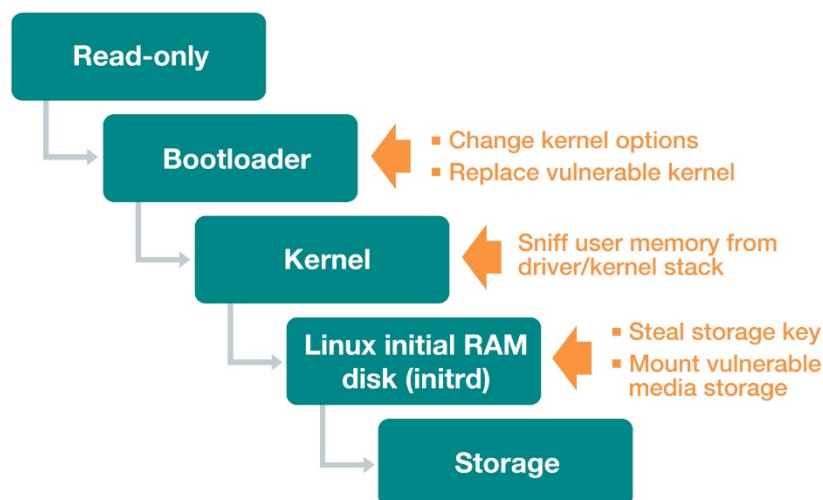 Read-only
Bootloader
▪ Change kernel options
▪ Replace vulnerable kernel
Kernel
Sniff user memory from
driver/kernel stack
Linux initial RAM
disk (initrd)
▪ Steal storage key
▪ Mount vulnerable
media storage
Storage